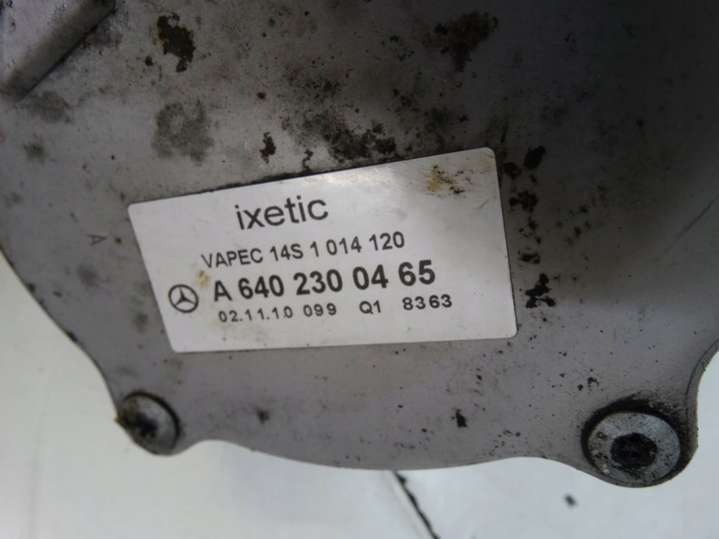 ixetic
VAPEC 14S 1 014 120
A 640 230 04 65
02.11.10 099 Q1 8363